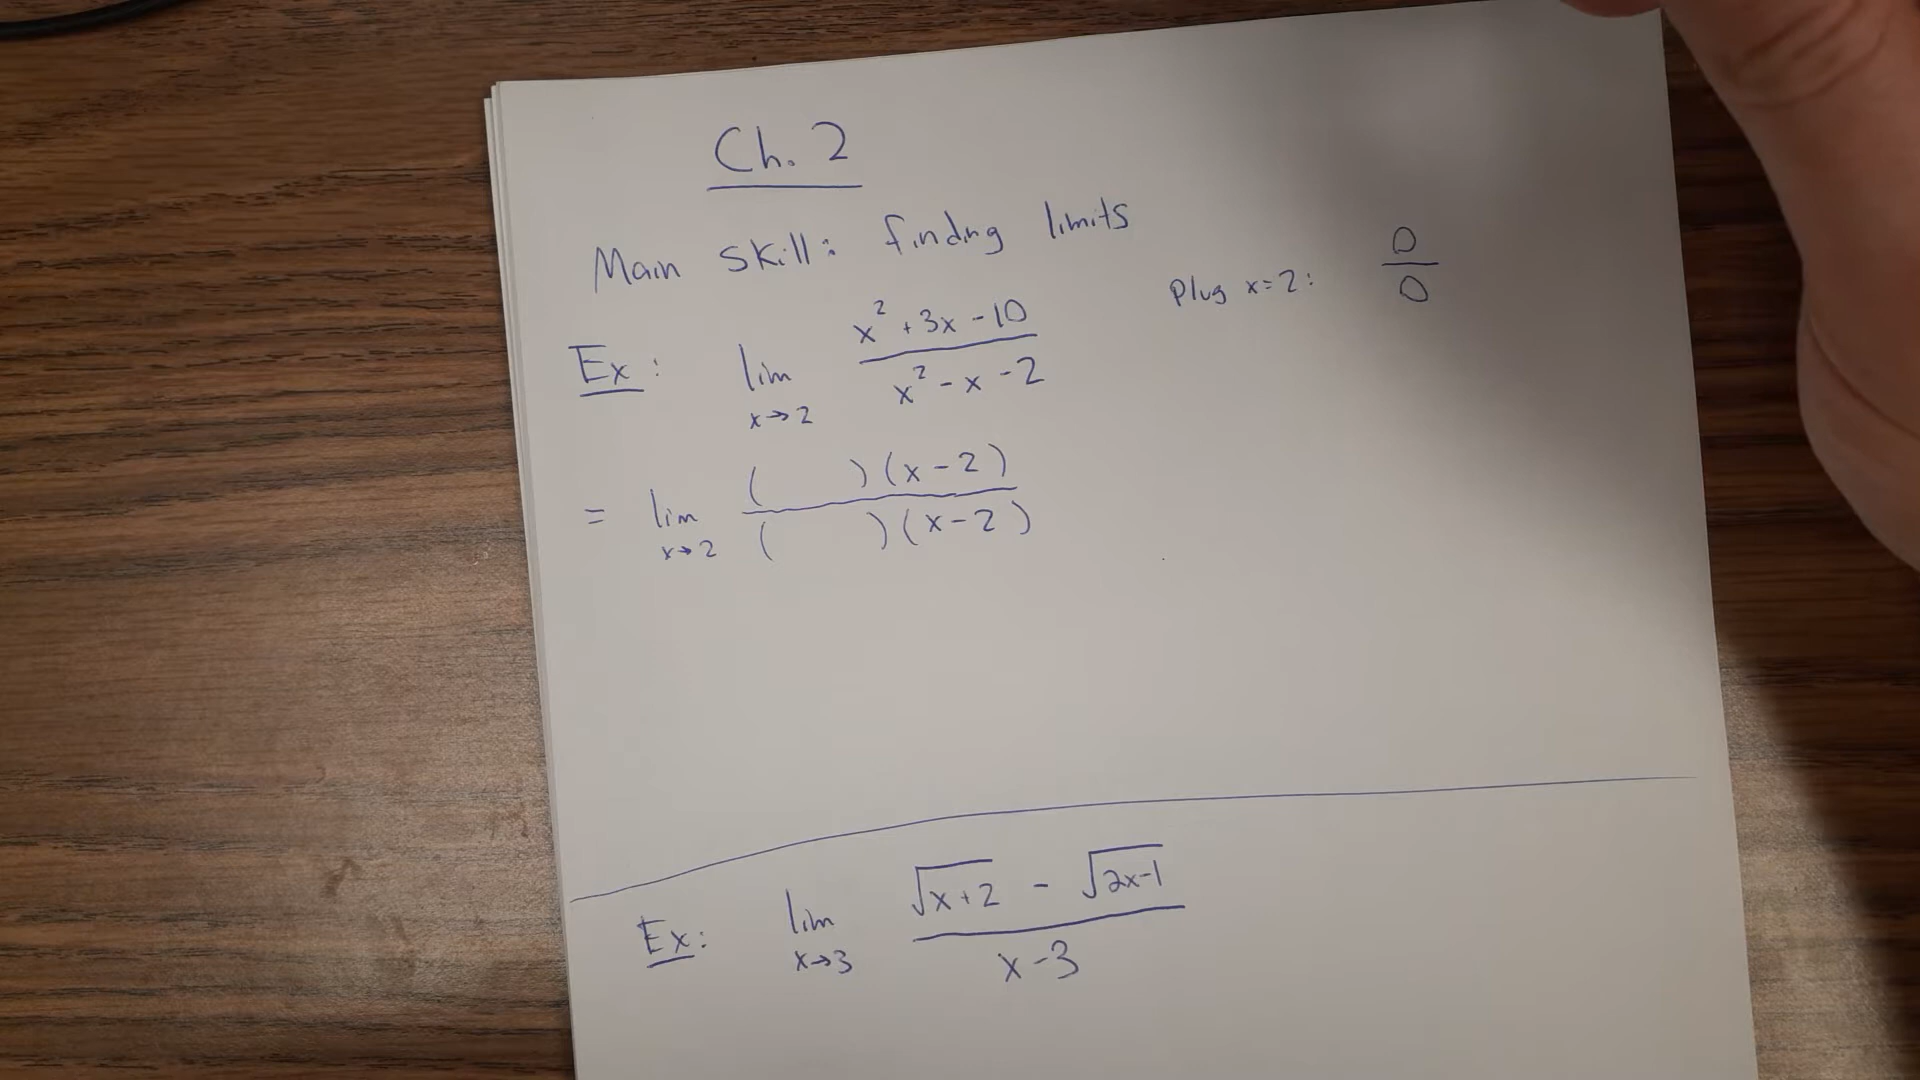 Ch. 2
Main skill: finding limits
Plug x=2: 0/0
Ex: lim x→2 (x² + 3x - 10)/(x² - x - 2)
= lim x→2 ( )(x - 2)/( )(x - 2)
Ex: lim x→3 (√(x+2) - √(2x-1))/(x - 3)